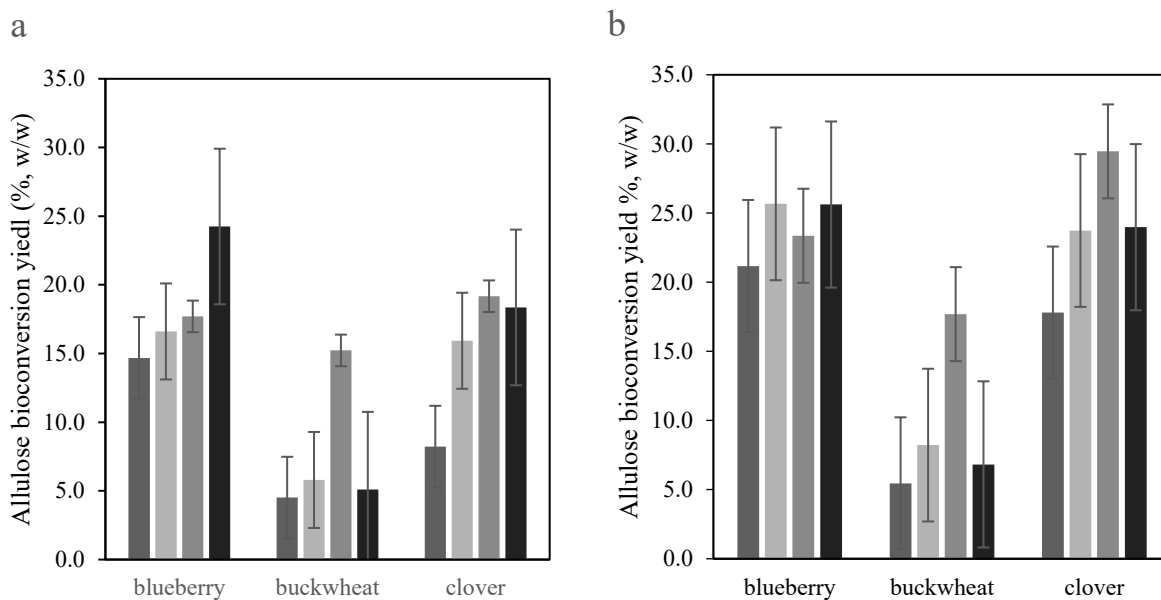 a
Allulose bioconversion yiedl (%, w/w)
35.0
30.0
25.0
20.0
15.0
10.0
5.0
0.0
blueberry buckwheat clover
b
Allulose bioconversion yield %, w/w)
35.0
30.0
25.0
20.0
15.0
10.0
5.0
0.0
blueberry buckwheat clover